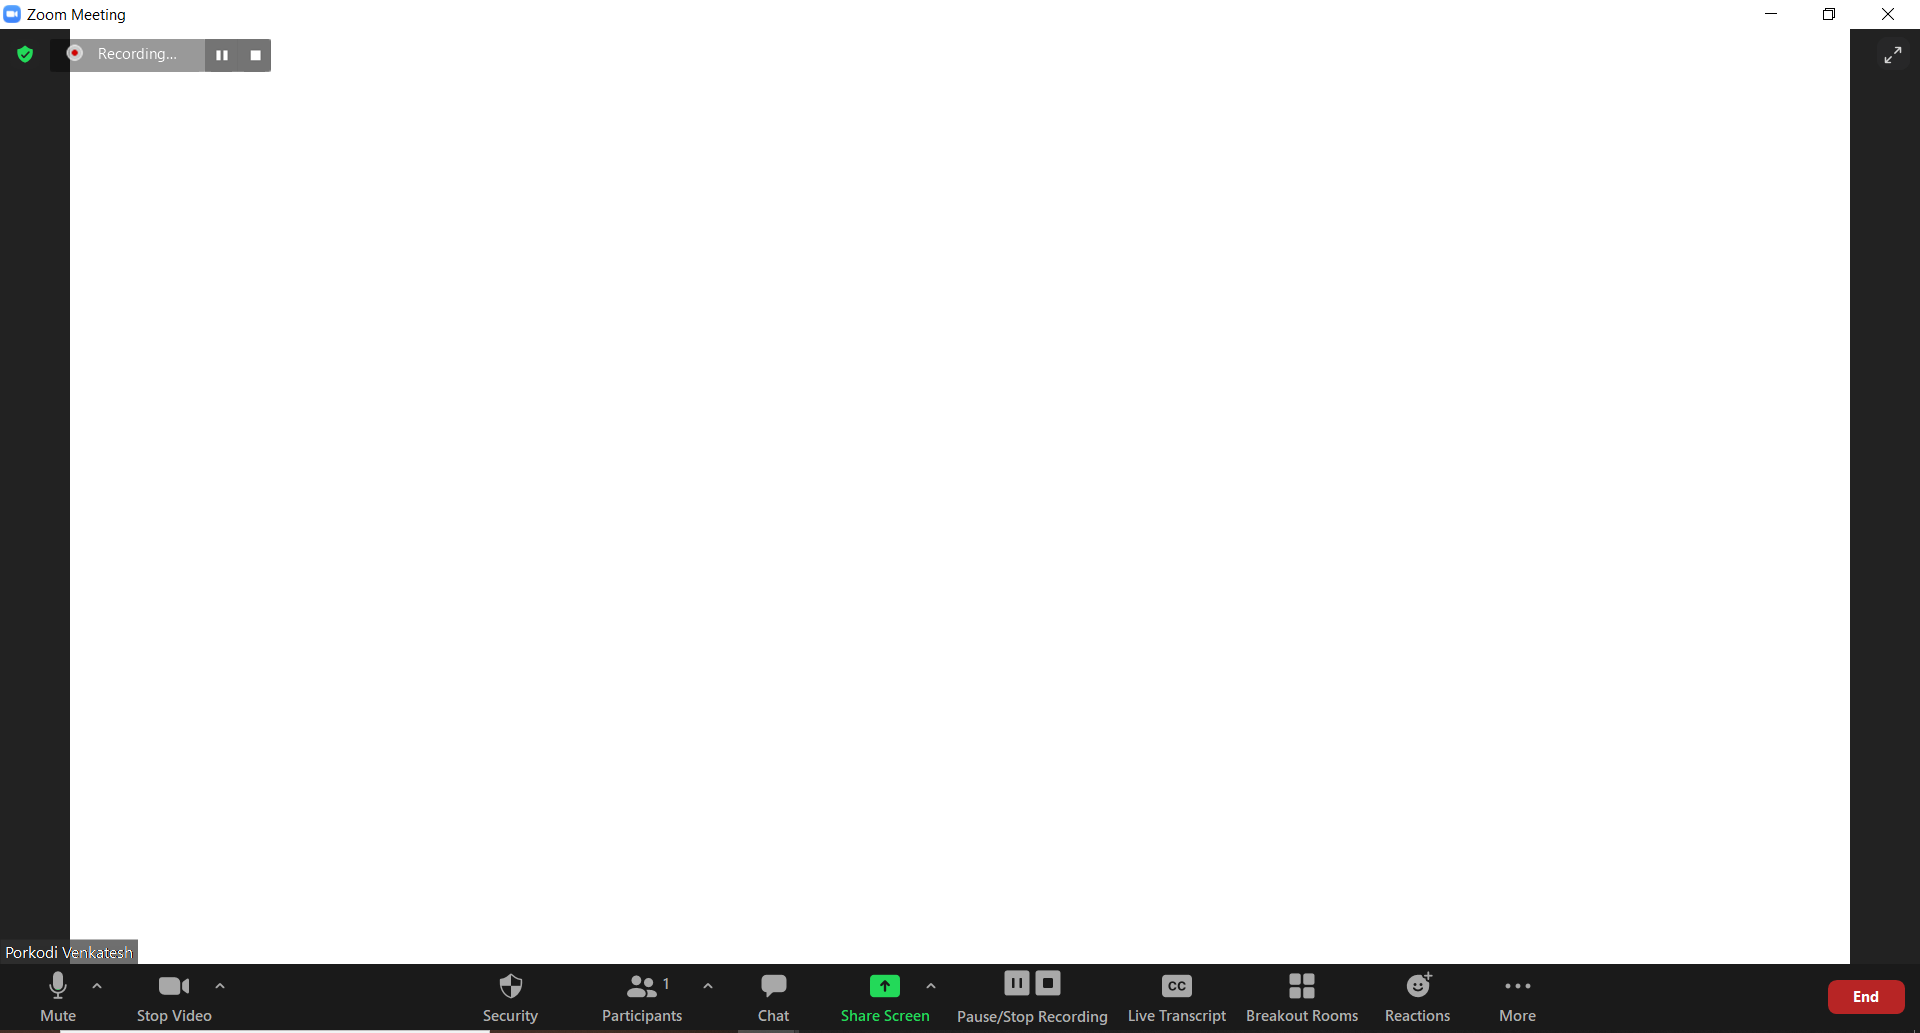 Zoom Meeting
Recording...
Porkodi Venkatesh
Mute
Stop Video
Security
1
Participants
Chat
Share Screen
Pause/Stop Recording
CC
Live Transcript
Breakout Rooms
Reactions
More
End